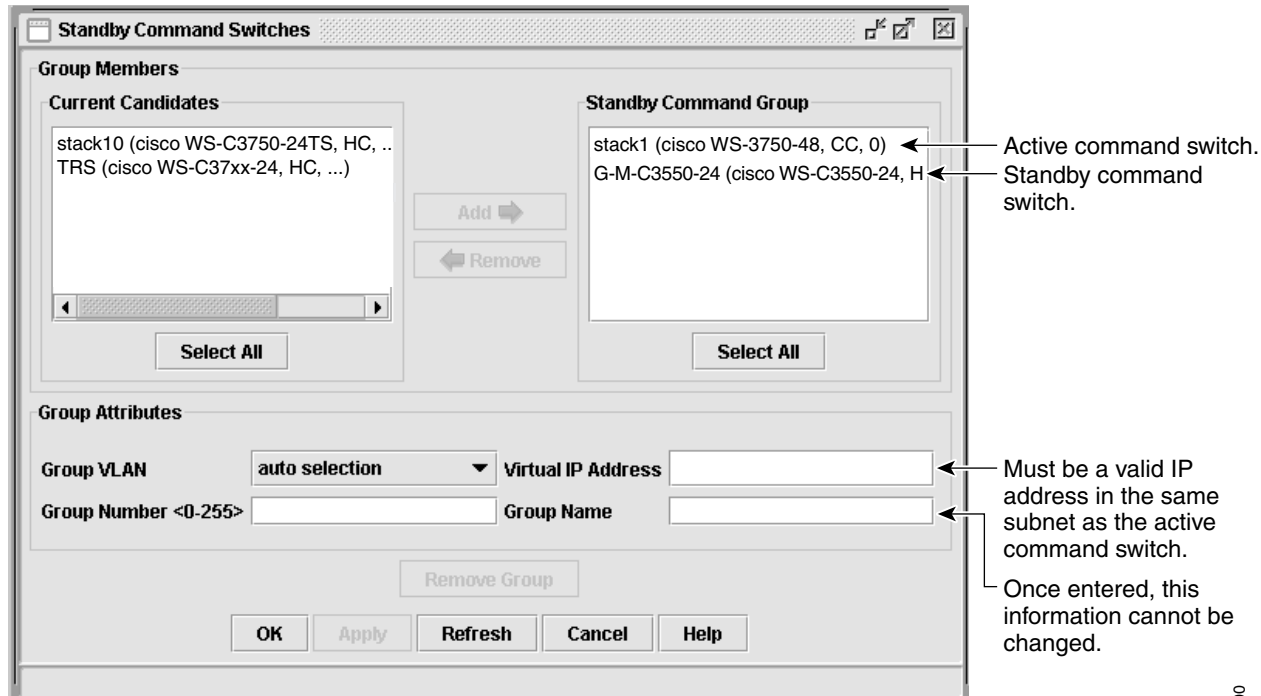 Standby Command Switches
Group Members
Current Candidates
stack10 (cisco WS-C3750-24TS, HC, ..
TRS (cisco WS-C37xx-24, HC, ...)
Select All
Add
Remove
Standby Command Group
stack1 (cisco WS-3750-48, CC, 0)
G-M-C3550-24 (cisco WS-C3550-24, H
Select All
Active command switch.
Standby command
switch.
Group Attributes
Group VLAN auto selection Virtual IP Address
Group Number <0-255> Group Name
Must be a valid IP
address in the same
subnet as the active
command switch.
Once entered, this
information cannot be
changed.
Remove Group
OK Apply Refresh Cancel Help